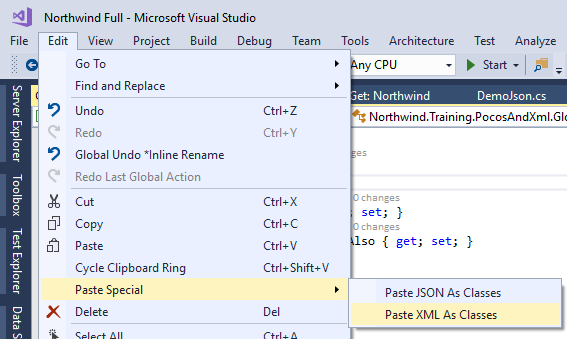 Northwind Full - Microsoft Visual Studio
File Edit View Project Build Debug Team Tools Architecture Test Analyze
Go To
Any CPU Start
Find and Replace
Get: Northwind DemoJson.cs
Undo Ctrl+Z
Northwind.Training.PocosAndXml.Glo
Redo Ctrl+Y
Global Undo *Inline Rename
Redo Last Global Action
Cut Ctrl+X
0 changes
Copy Ctrl+C
set; }
0 changes
Paste Ctrl+V
Also { get; set; }
Cycle Clipboard Ring Ctrl+Shift+V
Paste Special
Paste JSON As Classes
Delete Del
Paste XML As Classes
Select All Ctrl+A
Server Explorer
Toolbox
Test Explorer
Data S